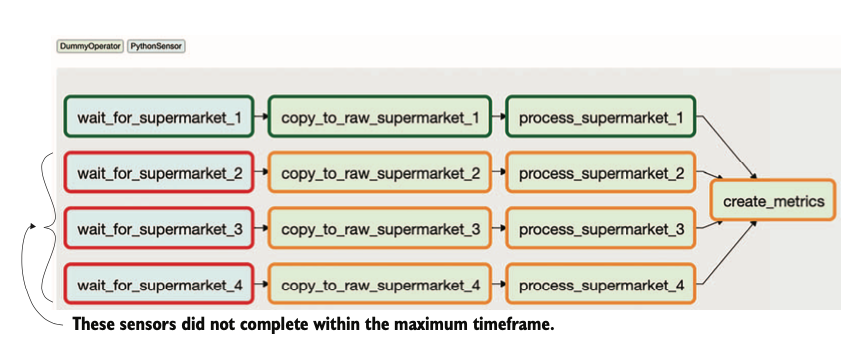 DummyOperator PythonSensor
wait_for_supermarket_1 copy_to_raw_supermarket_1 process_supermarket_1
wait_for_supermarket_2 copy_to_raw_supermarket_2 process_supermarket_2
create_metrics
wait_for_supermarket_3 copy_to_raw_supermarket_3 process_supermarket_3
wait_for_supermarket_4 copy_to_raw_supermarket_4 process_supermarket_4
These sensors did not complete within the maximum timeframe.